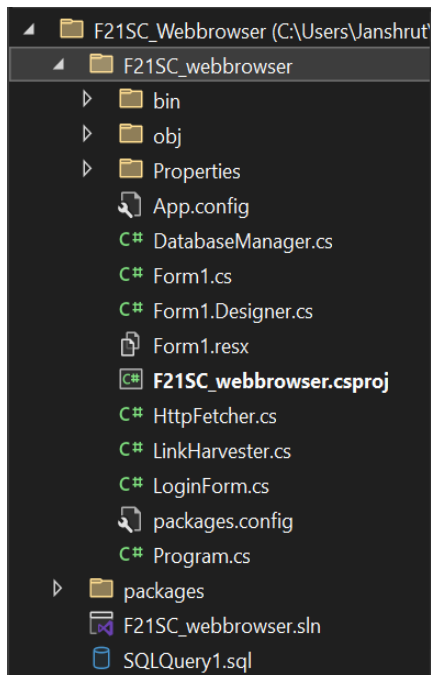 F21SC_Webbrowser (C:\Users\Janshrut'
F21SC_webbrowser
bin
obj
Properties
App.config
C# DatabaseManager.cs
C# Form1.cs
C# Form1.Designer.cs
Form1.resx
C# F21SC_webbrowser.csproj
C# HttpFetcher.cs
C# LinkHarvester.cs
C# LoginForm.cs
packages.config
C# Program.cs
packages
F21SC_webbrowser.sln
SQLQuery1.sql